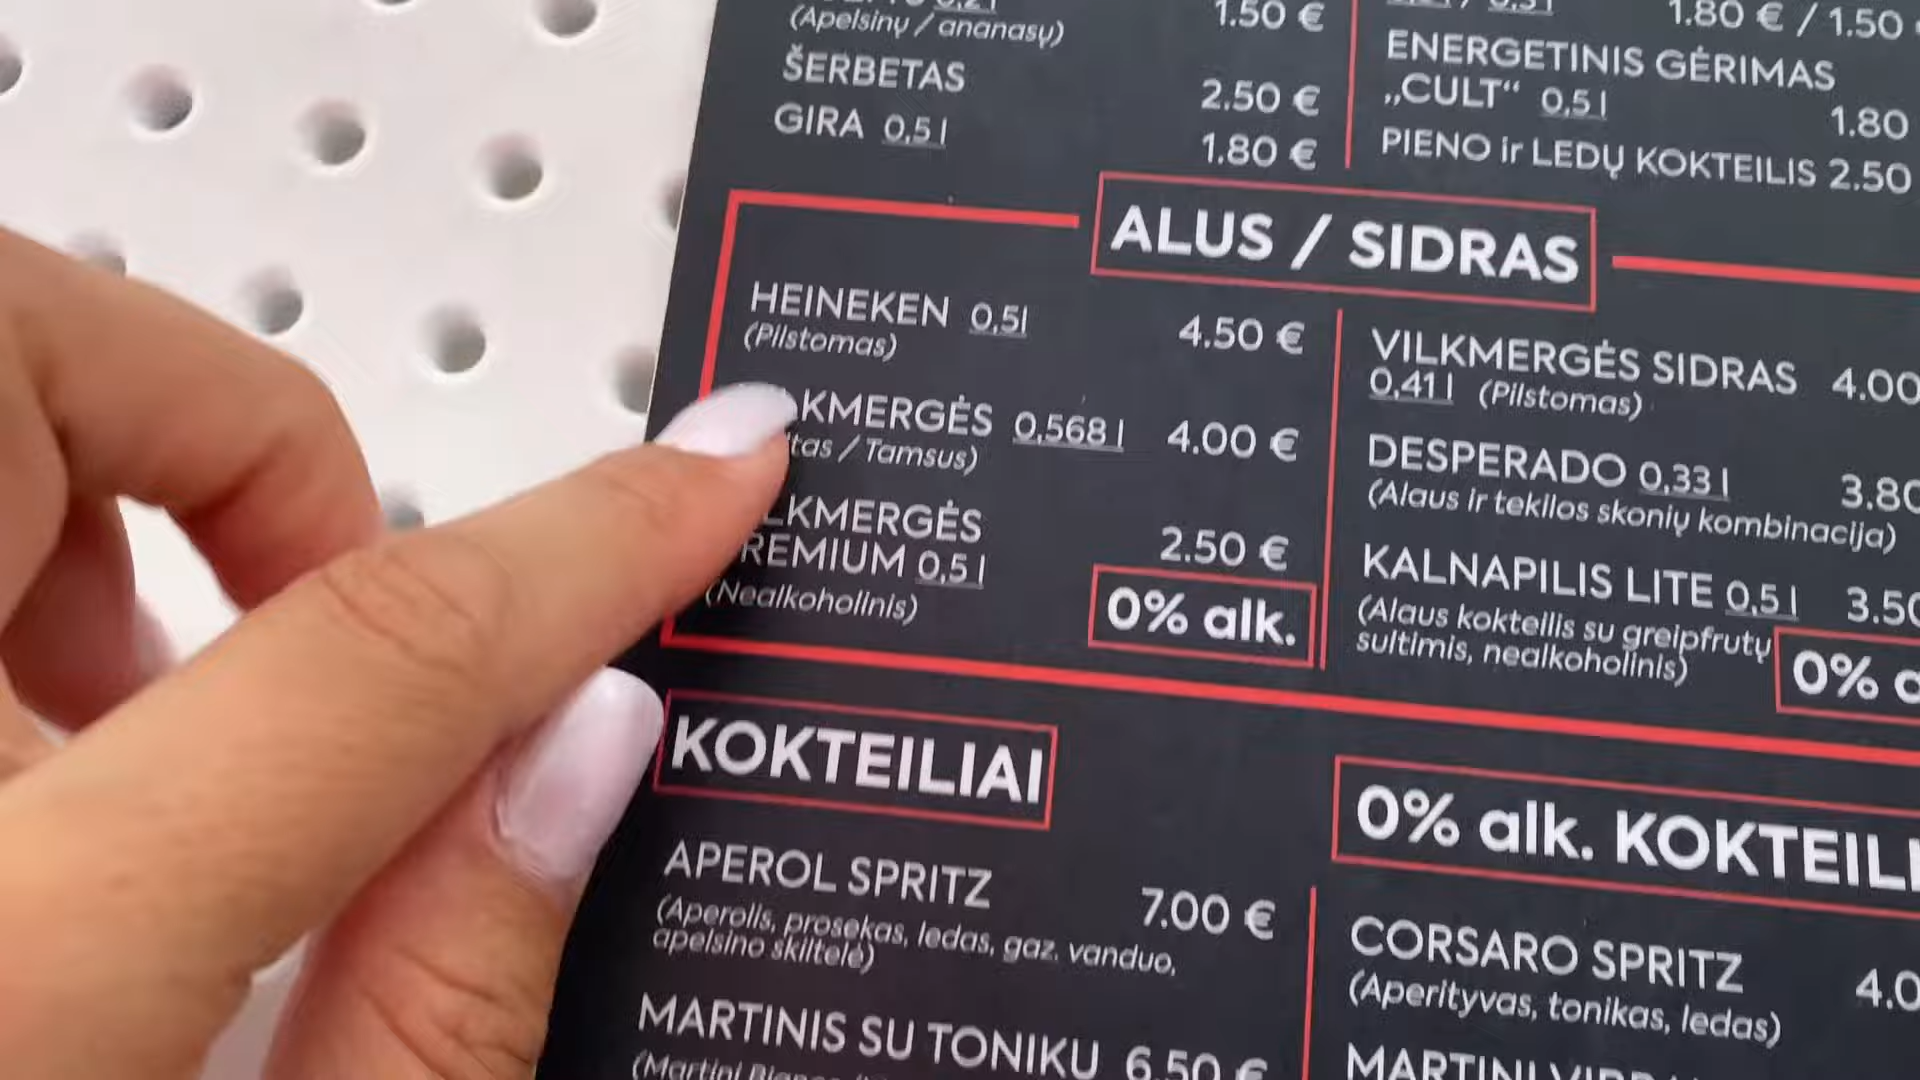 (Apelsinų / ananasų) 1.50 €
ŠERBETAS 2.50 €
GIRA 0,5 l 1.80 €
1.80 € / 1.50
ENERGETINIS GĖRIMAS
„CULT“ 0,5 l 1.80
PIENO ir LEDŲ KOKTEILIS 2.50
ALUS / SIDRAS
HEINEKEN 0,5l 4.50 €
(Pilstomas)
KMERGĖS 0,568 l 4.00 €
tas / Tamsus)
LKMERGĖS
REMIUM 0,5 l 2.50 €
(Nealkoholinis) 0% alk.
VILKMERGĖS SIDRAS 4.00
0,41 l (Pilstomas)
DESPERADO 0,33 l 3.80
(Alaus ir tekilos skonių kombinacija)
KALNAPILIS LITE 0,5 l 3.50
(Alaus kokteilis su greipfrutų
sultimis, nealkoholinis) 0% a
KOKTEILIAI
APEROL SPRITZ 7.00 €
(Aperolis, prosekas, ledas, gaz. vanduo,
apelsino skiltelė)
MARTINIS SU TONIKU 6.50 €
0% alk. KOKTEILI
CORSARO SPRITZ 4.0
(Aperityvas, tonikas, ledas)